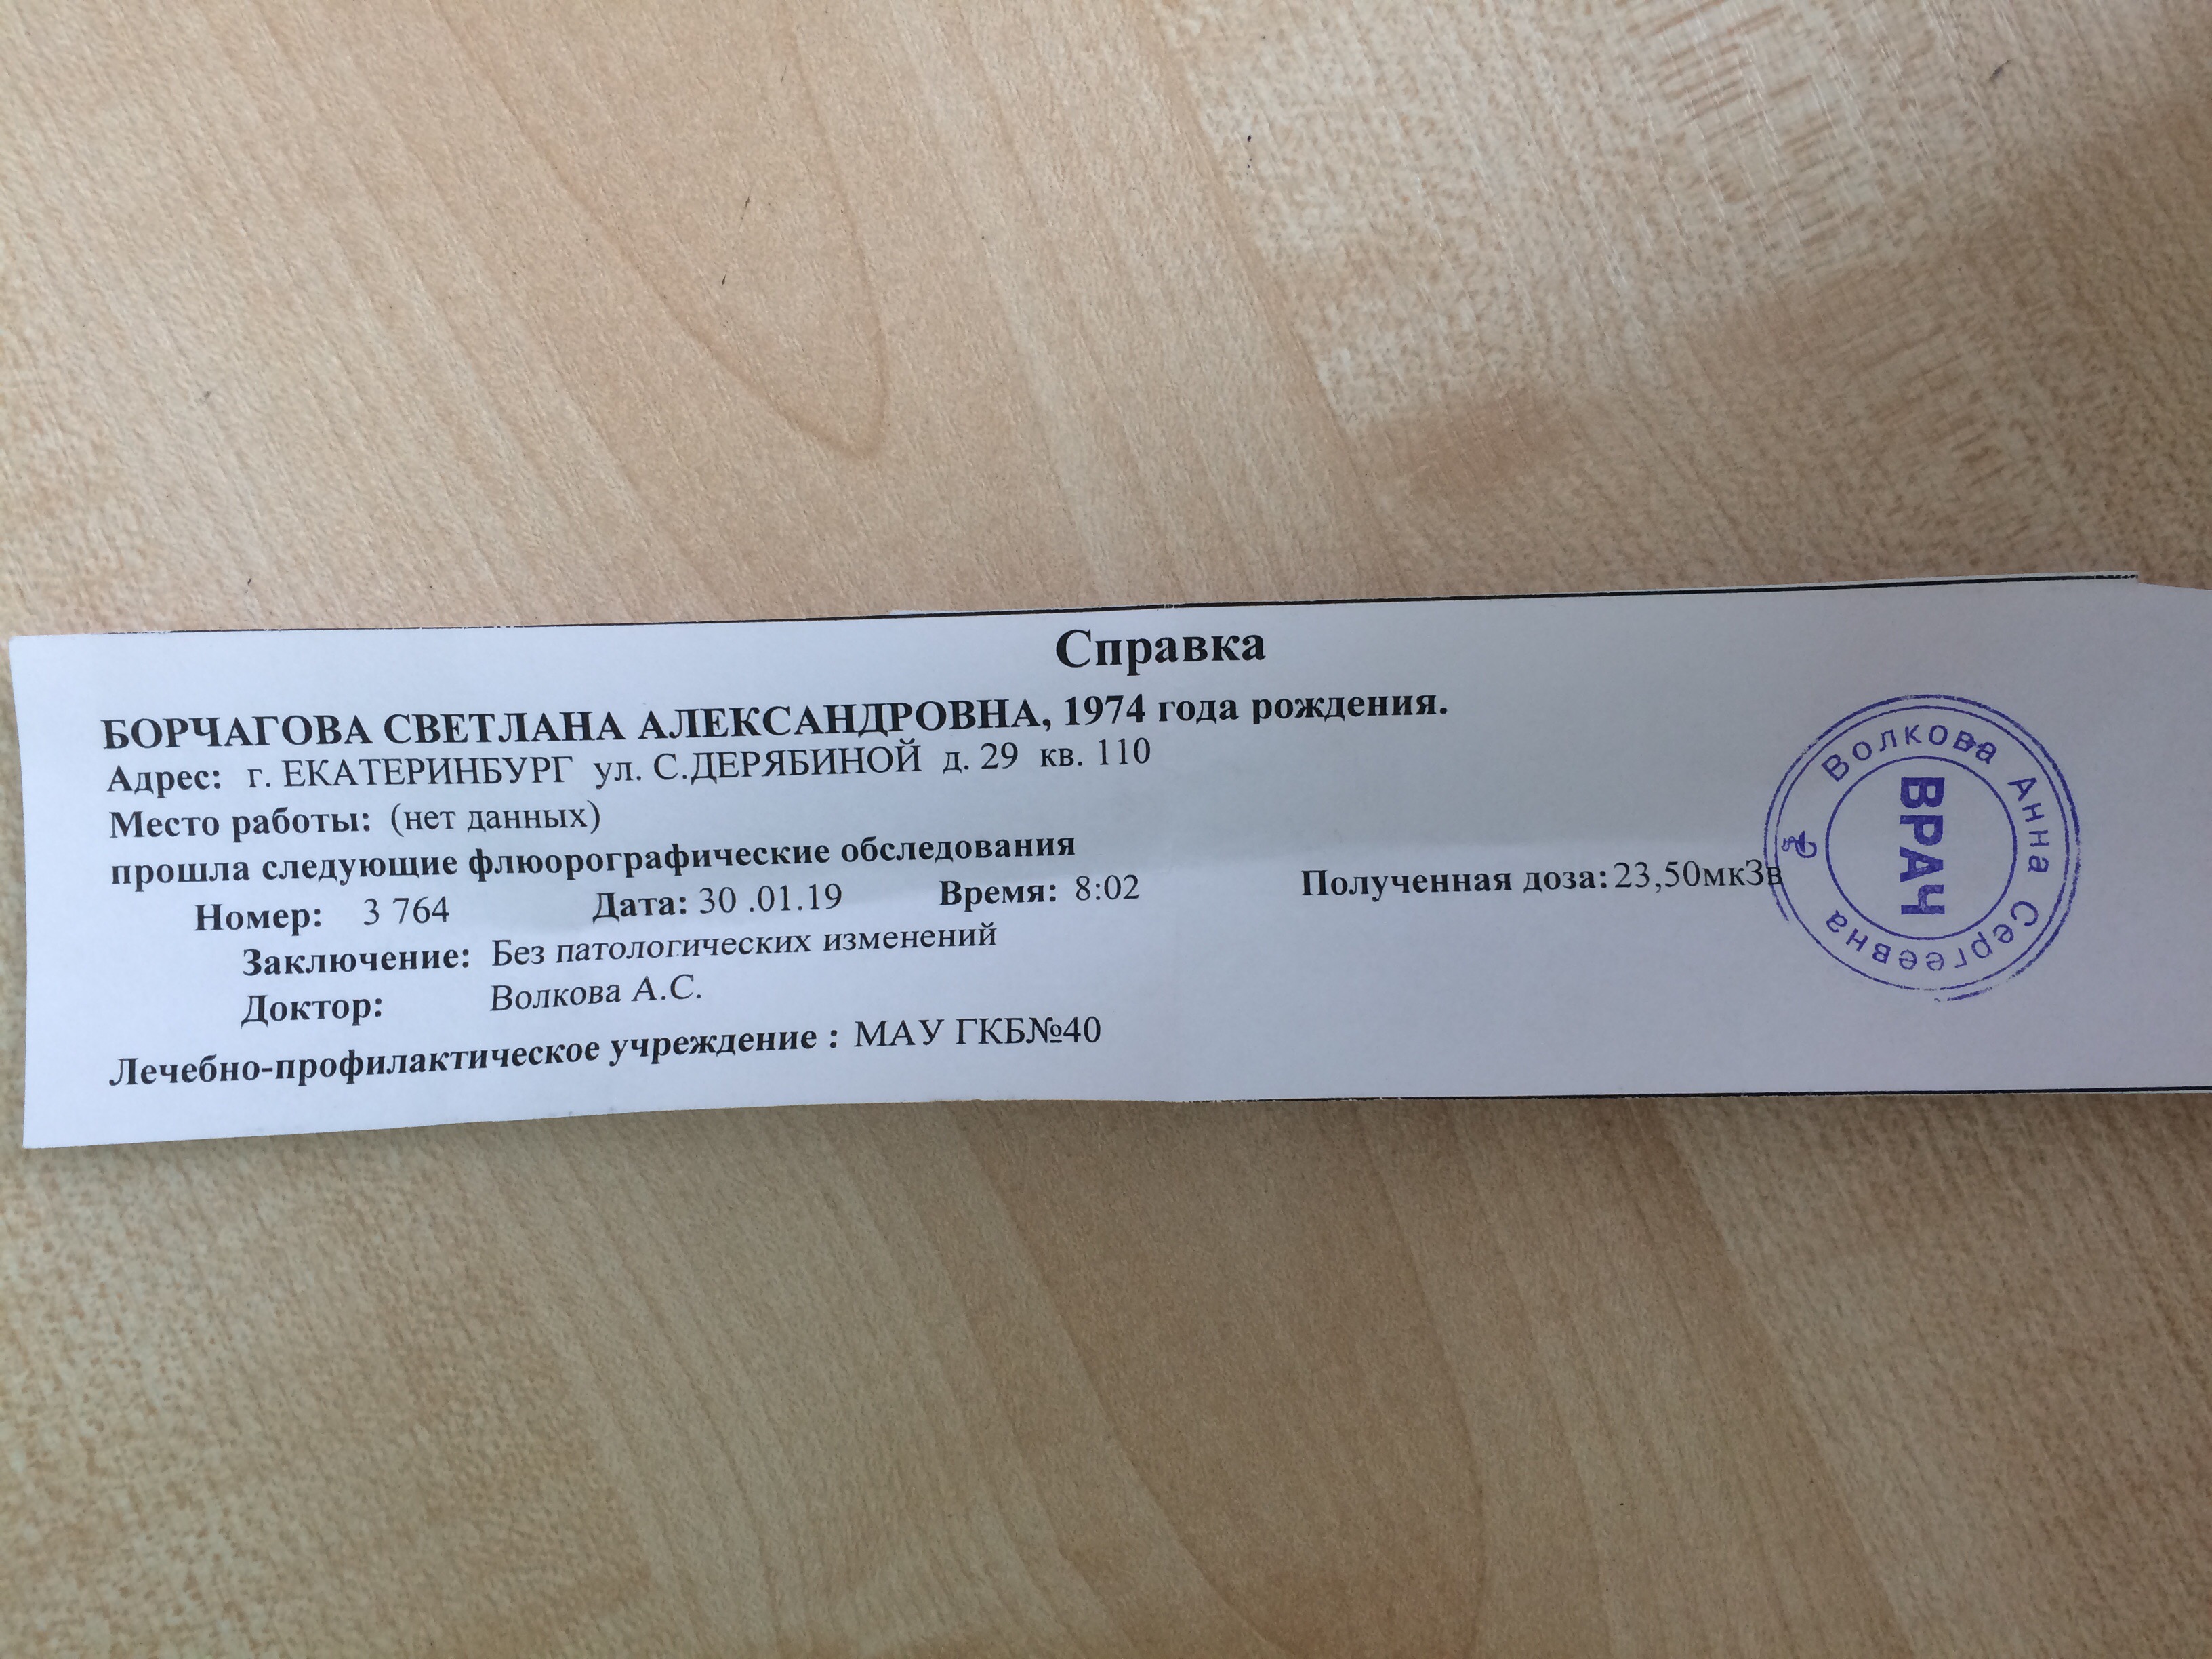 Справка
БОРЧАГОВА СВЕТЛАНА АЛЕКСАНДРОВНА, 1974 года рождения.
Адрес: г. ЕКАТЕРИНБУРГ ул. С.ДЕРЯБИНОЙ д. 29 кв. 110
Место работы: (нет данных)
прошла следующие флюорографические обследования
Номер: 3 764 Дата: 30 .01.19 Время: 8:02 Полученная доза: 23,50мкЗв
Заключение: Без патологических изменений
Доктор: Волкова А.С.
Лечебно-профилактическое учреждение : МАУ ГКБ№40
Волкова Анна Сергеевна
ВРАЧ